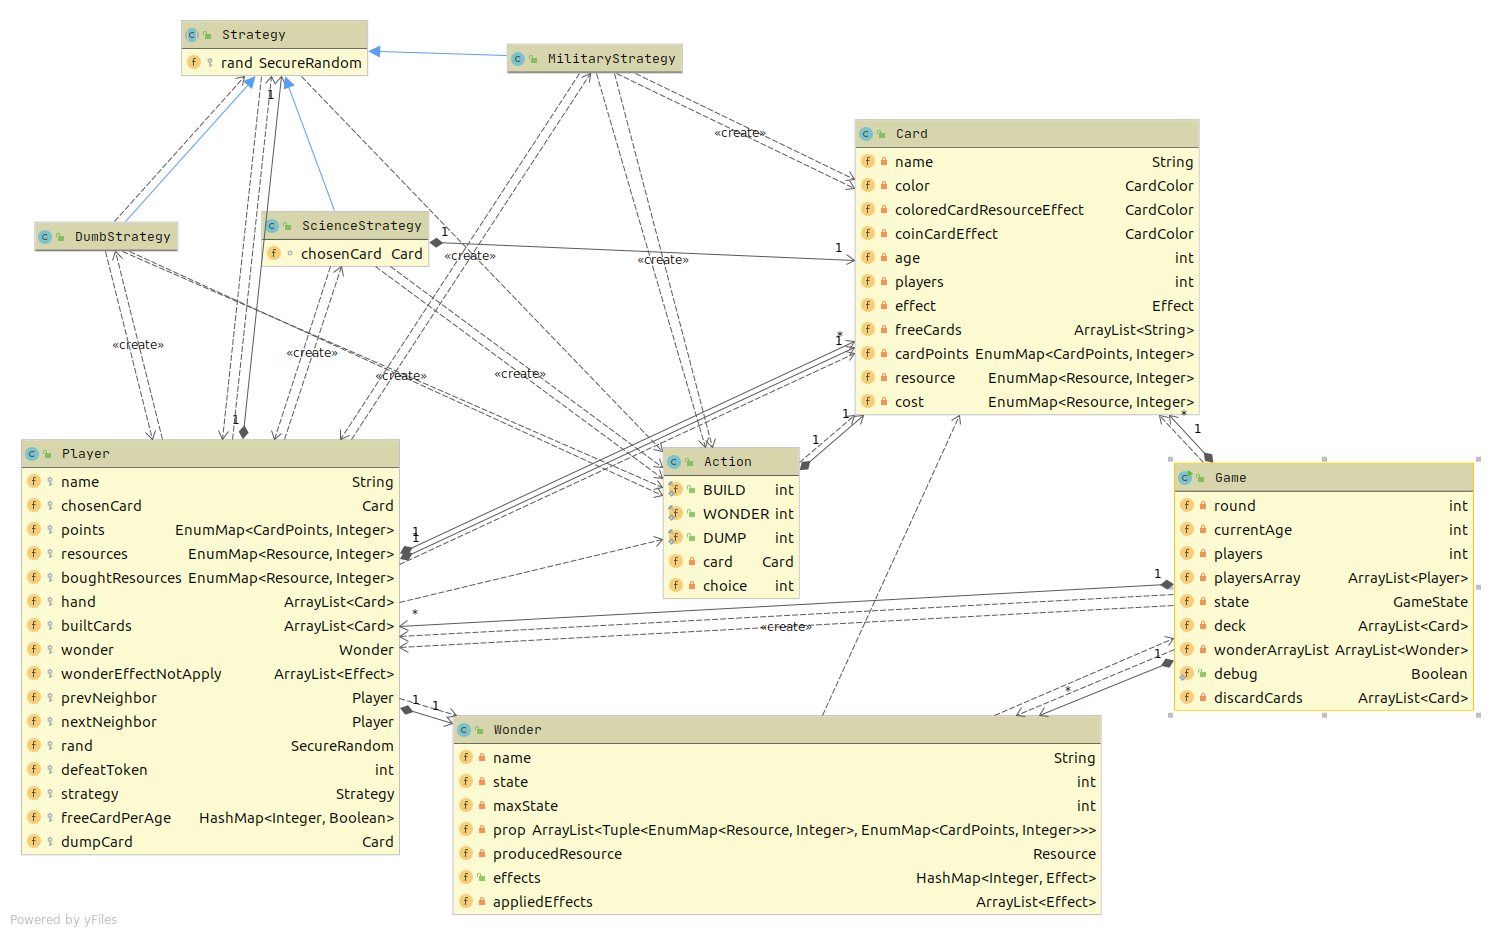 Strategy
rand SecureRandom
MilitaryStrategy
1
«create»
Card
name String
color CardColor
coloredCardResourceEffect CardColor
coinCardEffect CardColor
age int
players int
effect Effect
freeCards ArrayList<String>
cardPoints EnumMap<CardPoints, Integer>
resource EnumMap<Resource, Integer>
cost EnumMap<Resource, Integer>
DumbStrategy
ScienceStrategy
chosenCard Card
1
1
«create»
«create»
«create»
«create»
«create»
«create»
*
1
1
1
1
*
1
Player
name String
chosenCard Card
points EnumMap<CardPoints, Integer>
resources EnumMap<Resource, Integer>
boughtResources EnumMap<Resource, Integer>
hand ArrayList<Card>
builtCards ArrayList<Card>
wonder Wonder
wonderEffectNotApply ArrayList<Effect>
prevNeighbor Player
nextNeighbor Player
rand SecureRandom
defeatToken int
strategy Strategy
freeCardPerAge HashMap<Integer, Boolean>
dumpCard Card
1
1
Action
BUILD int
WONDER int
DUMP int
card Card
choice int
Game
round int
currentAge int
players int
playersArray ArrayList<Player>
state GameState
deck ArrayList<Card>
wonderArrayList ArrayList<Wonder>
debug Boolean
discardCards ArrayList<Card>
1
*
«create»
1
*
1
1
Wonder
name String
state int
maxState int
prop ArrayList<Tuple<EnumMap<Resource, Integer>, EnumMap<CardPoints, Integer>>>
producedResource Resource
effects HashMap<Integer, Effect>
appliedEffects ArrayList<Effect>
Powered by yFiles